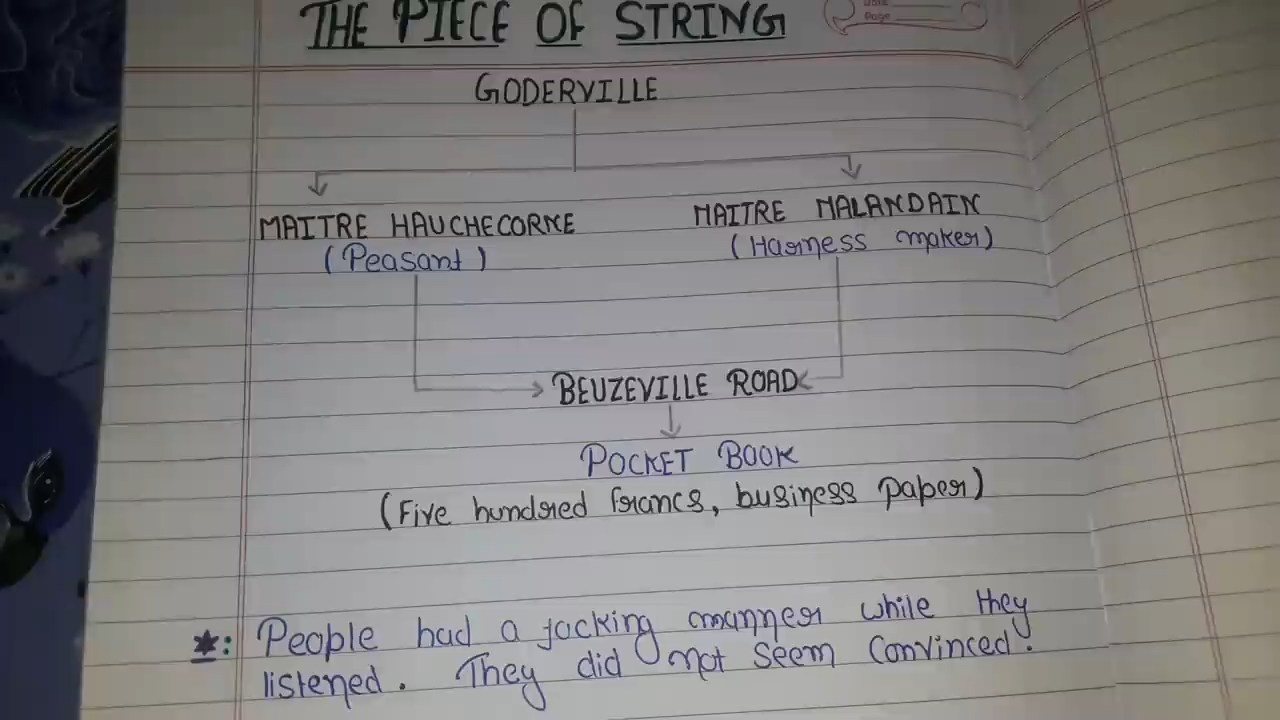 THE PIECE OF STRING
Page
GODERVILLE
MAITRE HAUCHECORNE
MAITRE MALANDAIN
(Peasant)
(Harness maker)
BEUZEVILLE ROAD
POCKET BOOK
(Five hundred francs, business paper)
*: People had a jocking manner while they
listened. They did not seem convinced.